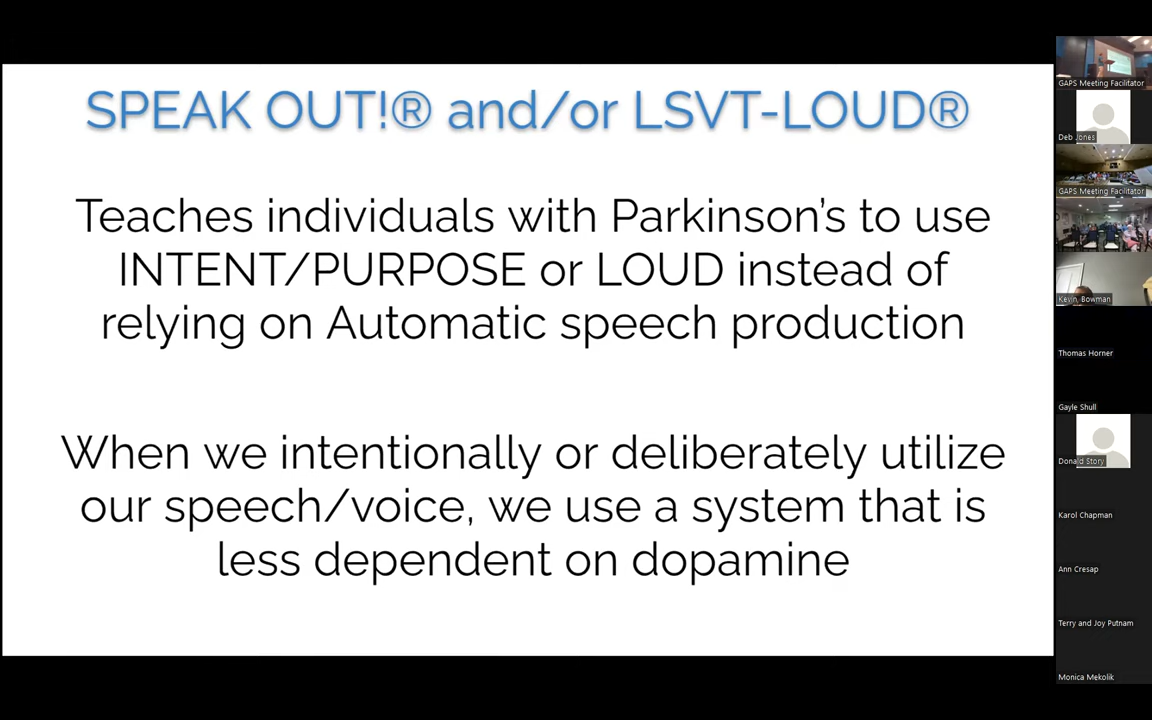 SPEAK OUT!® and/or LSVT-LOUD®
Teaches individuals with Parkinson's to use
INTENT/PURPOSE or LOUD instead of
relying on Automatic speech production
When we intentionally or deliberately utilize
our speech/voice, we use a system that is
less dependent on dopamine
GAPS Meeting Facilitator
Deb Jones
GAPS Meeting Facilitator
Kevin, Bowman
Thomas Horner
Gayle Shull
Donald Story
Karol Chapman
Ann Cresap
Terry and Joy Putnam
Monica Mekolik